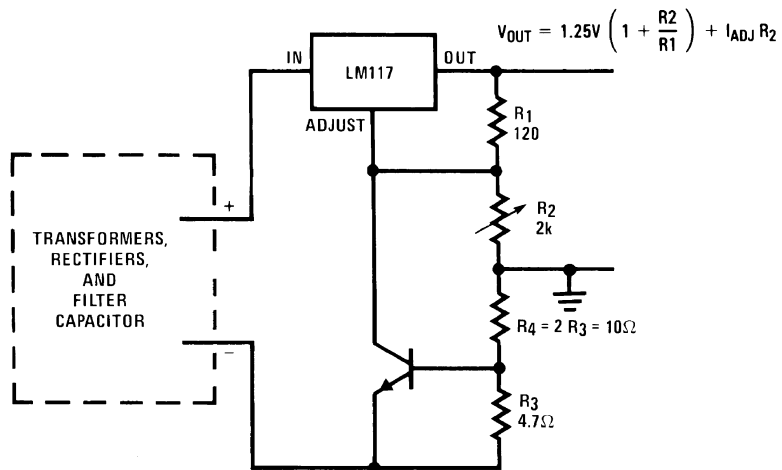 V_OUT = 1.25V (1 + R2/R1) + I_ADJ R2
IN
LM117
OUT
ADJUST
R1
120
R2
2k
+
TRANSFORMERS,
RECTIFIERS,
AND
FILTER
CAPACITOR
−
R4 = 2 R3 = 10Ω
R3
4.7Ω